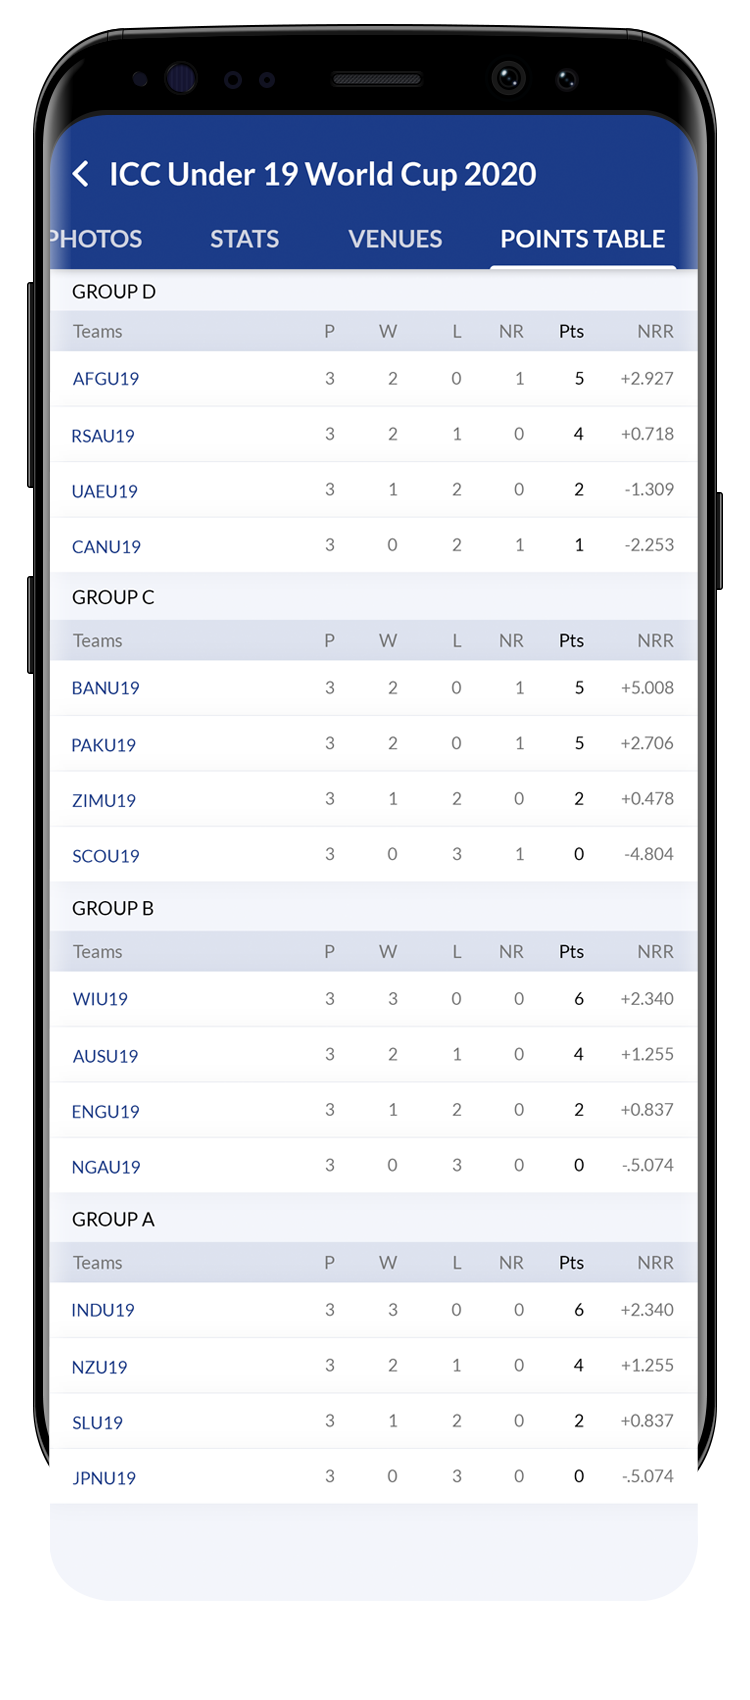 ICC Under 19 World Cup 2020
PHOTOS STATS VENUES POINTS TABLE
GROUP D
Teams P W L NR Pts NRR
AFGU19 3 2 0 1 5 +2.927
RSAU19 3 2 1 0 4 +0.718
UAEU19 3 1 2 0 2 -1.309
CANU19 3 0 2 1 1 -2.253
GROUP C
Teams P W L NR Pts NRR
BANU19 3 2 0 1 5 +5.008
PAKU19 3 2 0 1 5 +2.706
ZIMU19 3 1 2 0 2 +0.478
SCOU19 3 0 3 1 0 -4.804
GROUP B
Teams P W L NR Pts NRR
WIU19 3 3 0 0 6 +2.340
AUSU19 3 2 1 0 4 +1.255
ENGU19 3 1 2 0 2 +0.837
NGAU19 3 0 3 0 0 -.5.074
GROUP A
Teams P W L NR Pts NRR
INDU19 3 3 0 0 6 +2.340
NZU19 3 2 1 0 4 +1.255
SLU19 3 1 2 0 2 +0.837
JPNU19 3 0 3 0 0 -.5.074